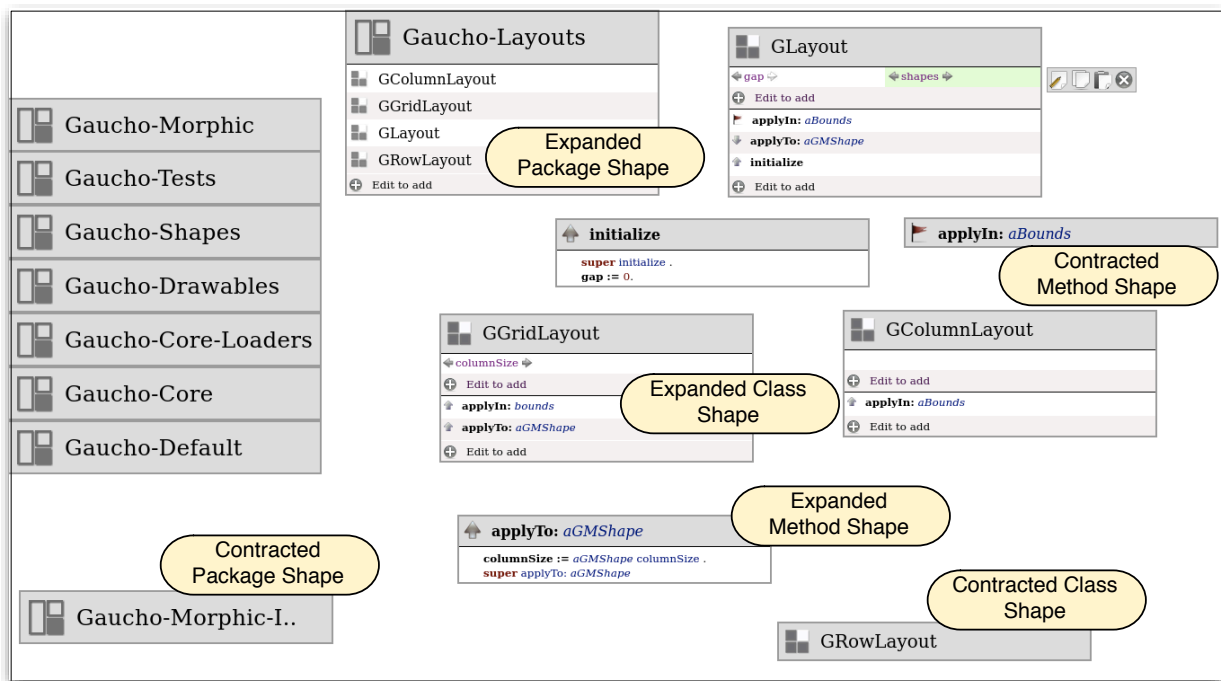 Gaucho-Layouts
GColumnLayout
GGridLayout
GLayout
GRowLayout
Edit to add
Expanded
Package Shape
GLayout
gap
shapes
Edit to add
applyIn: aBounds
applyTo: aGMShape
initialize
Edit to add
Gaucho-Morphic
Gaucho-Tests
Gaucho-Shapes
Gaucho-Drawables
Gaucho-Core-Loaders
Gaucho-Core
Gaucho-Default
initialize
super initialize .
gap := 0.
applyIn: aBounds
Contracted
Method Shape
GGridLayout
columnSize
Edit to add
applyIn: bounds
applyTo: aGMShape
Edit to add
Expanded Class
Shape
GColumnLayout
Edit to add
applyIn: aBounds
Edit to add
applyTo: aGMShape
columnSize := aGMShape columnSize .
super applyTo: aGMShape
Expanded
Method Shape
Contracted
Package Shape
Gaucho-Morphic-I..
Contracted Class
Shape
GRowLayout